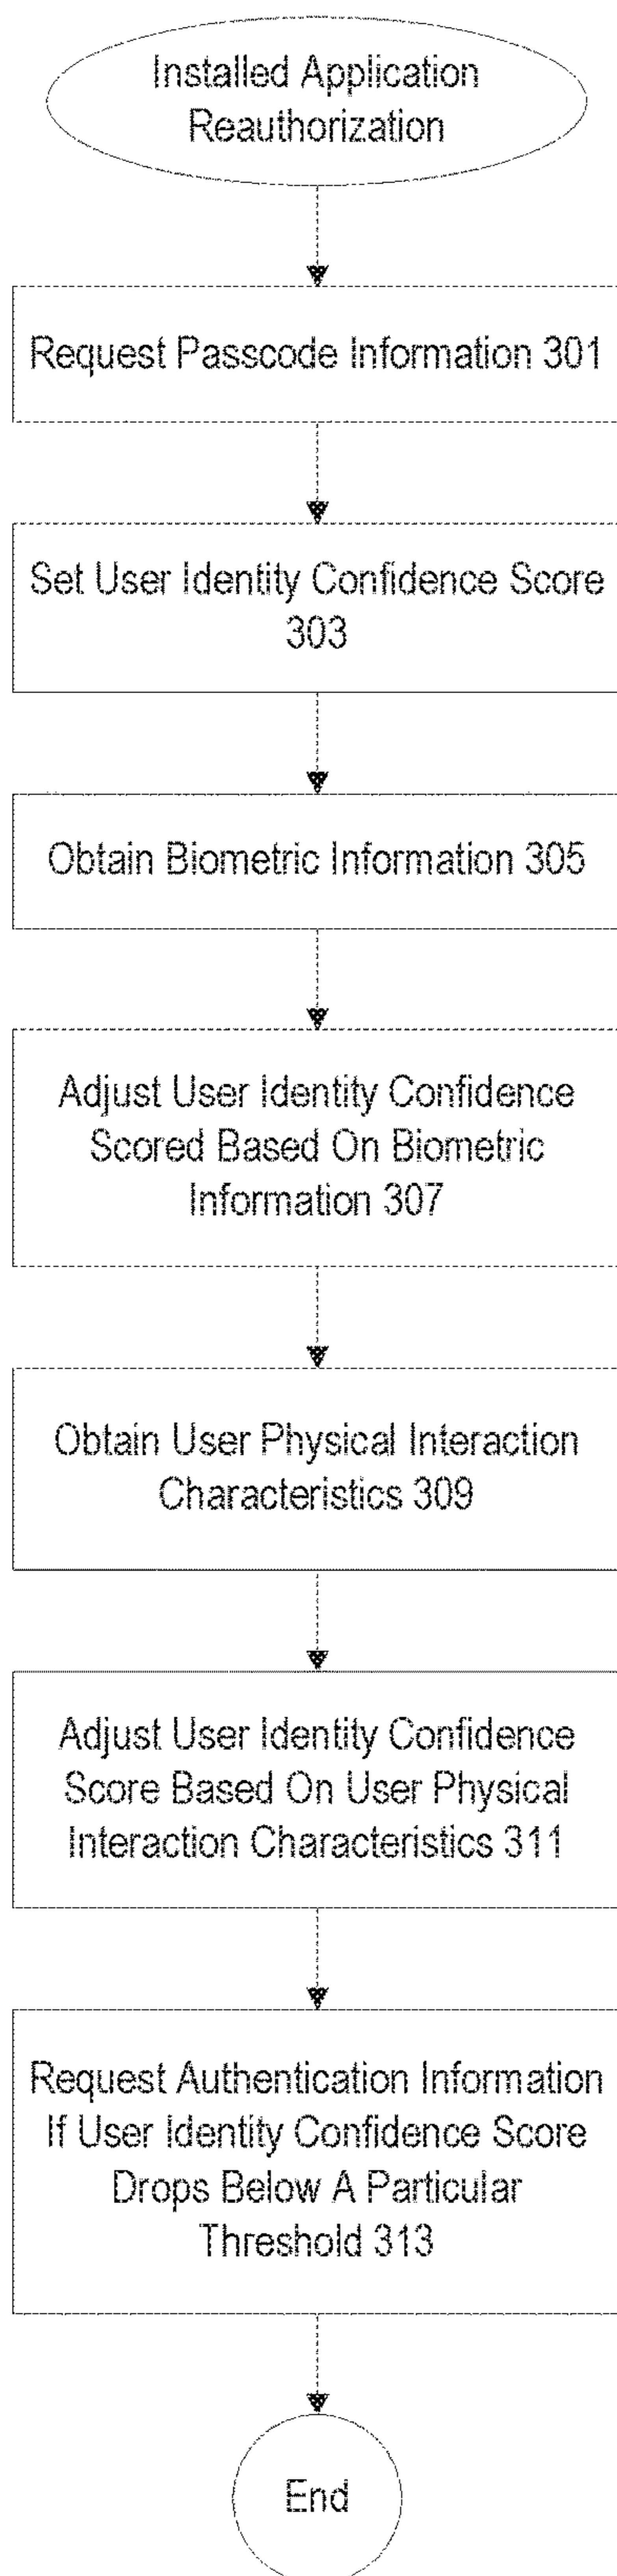 Installed Application
Reauthorization
Request Passcode Information 301
Set User Identity Confidence Score
303
Obtain Biometric Information 305
Adjust User Identity Confidence
Scored Based On Biometric
Information 307
Obtain User Physical Interaction
Characteristics 309
Adjust User Identity Confidence
Score Based On User Physical
Interaction Characteristics 311
Request Authentication Information
If User Identity Confidence Score
Drops Below A Particular
Threshold 313
End